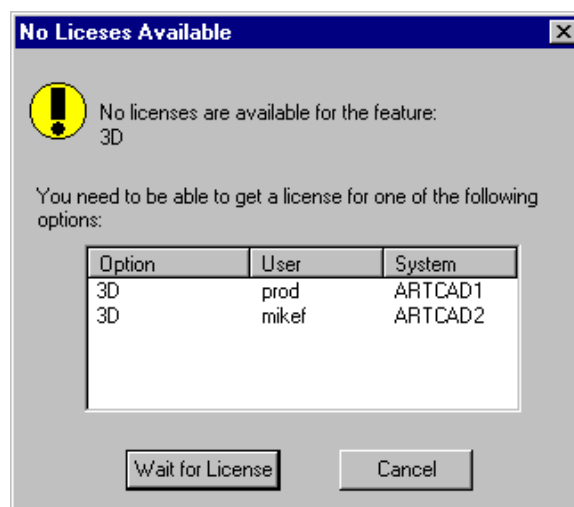 No Liceses Available
No licenses are available for the feature:
3D
You need to be able to get a license for one of the following
options:
Option User System
3D prod ARTCAD1
3D mikef ARTCAD2
Wait for License Cancel